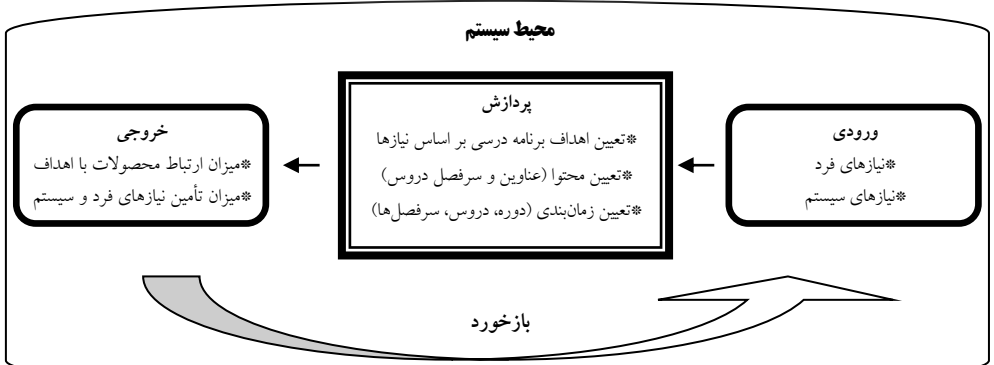 محیط سیستم
ورودی
*نیازهای فرد
*نیازهای سیستم
پردازش
*تعیین اهداف برنامه درسی بر اساس نیازها
*تعیین محتوا (عناوین و سرفصل دروس)
*تعیین زمان‌بندی (دوره، دروس، سرفصل‌ها)
خروجی
*میزان ارتباط محصولات با اهداف
*میزان تأمین نیازهای فرد و سیستم
بازخورد